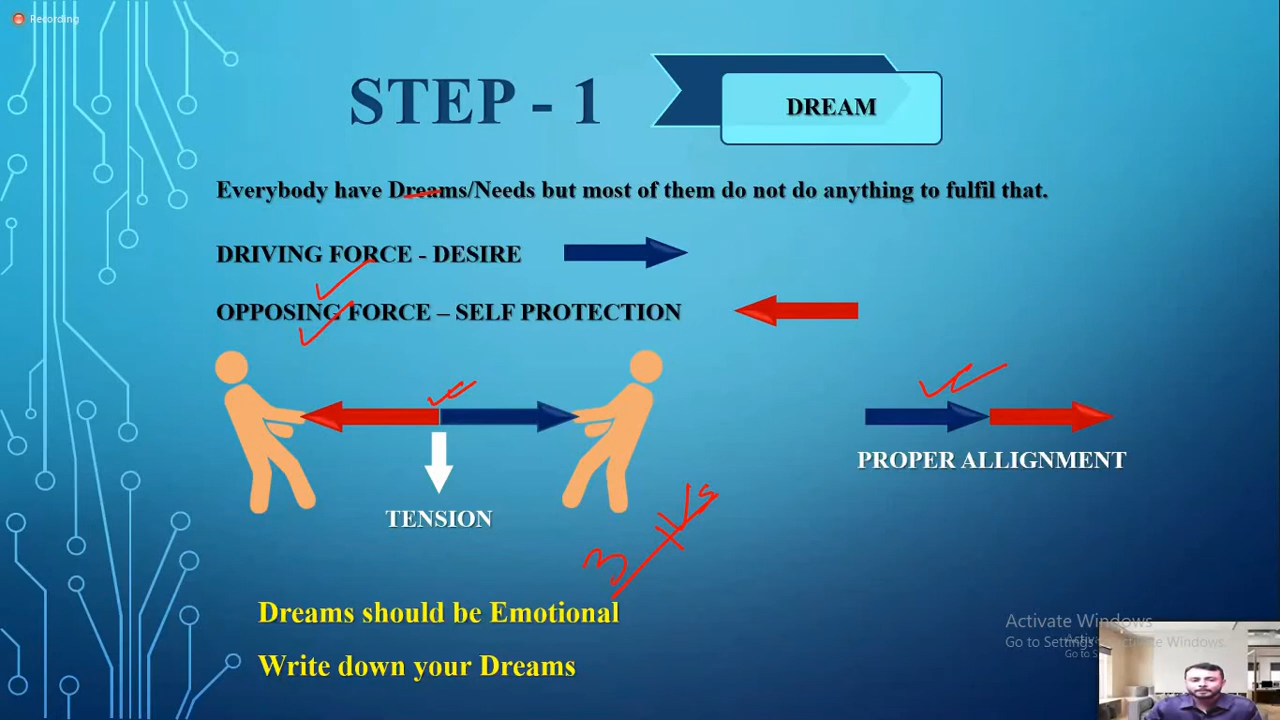 Recording
STEP - 1
DREAM
Everybody have Dreams/Needs but most of them do not do anything to fulfil that.
DRIVING FORCE - DESIRE
OPPOSING FORCE – SELF PROTECTION
PROPER ALLIGNMENT
TENSION
Dreams should be Emotional
Write down your Dreams
Activate Windows
Go to Settings Activate Windows.
Go to S